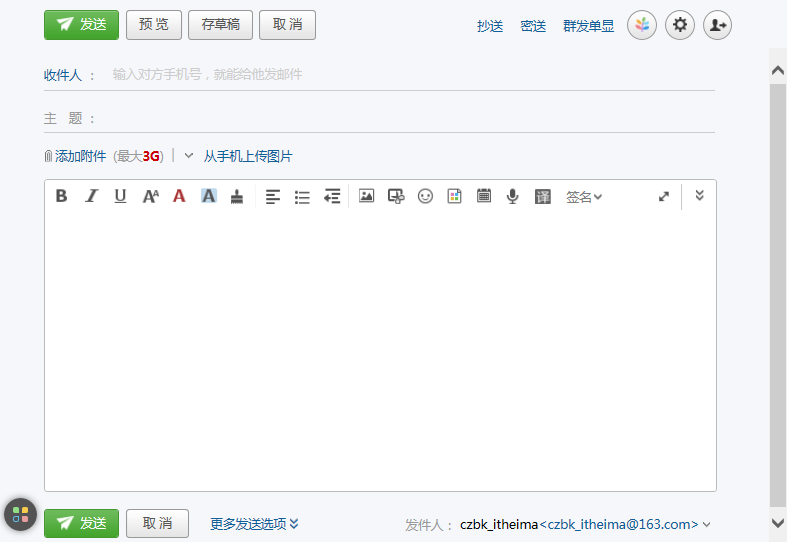 发送 预 览 存草稿 取 消 抄送 密送 群发单显
收件人 ： 输入对方手机号，就能给他发邮件
主 题 ：
添加附件 (最大3G) | 从手机上传图片
B I U AA A A 译 签名
发送 取 消 更多发送选项 发件人： czbk_itheima<czbk_itheima@163.com>